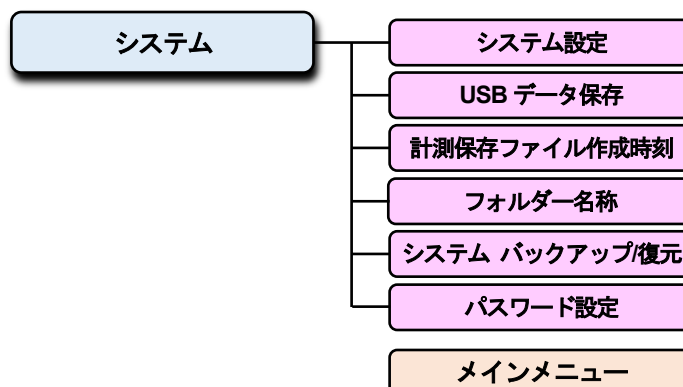 システム
システム設定
USB データ保存
計測保存ファイル作成時刻
フォルダー名称
システム バックアップ/復元
パスワード設定
メインメニュー